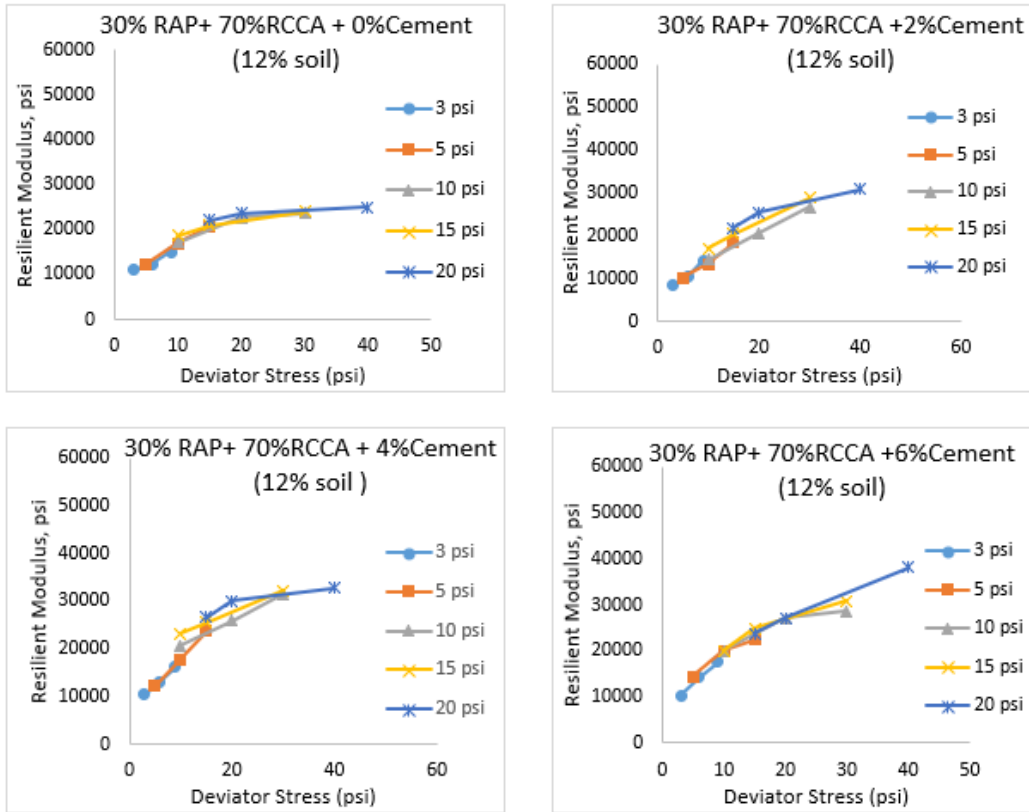 30% RAP+ 70%RCCA + 0%Cement
(12% soil)
60000
50000
40000
30000
20000
10000
0
Resilient Modulus, psi
0 10 20 30 40 50
Deviator Stress (psi)
3 psi
5 psi
10 psi
15 psi
20 psi
30% RAP+ 70%RCCA +2%Cement
(12% soil)
60000
50000
40000
30000
20000
10000
0
Resilient Modulus, psi
0 20 40 60
Deviator Stress (psi)
3 psi
5 psi
10 psi
15 psi
20 psi
30% RAP+ 70%RCCA + 4%Cement
(12% soil )
60000
50000
40000
30000
20000
10000
0
Resilient Modulus, psi
0 20 40 60
Deviator Stress (psi)
3 psi
5 psi
10 psi
15 psi
20 psi
30% RAP+ 70%RCCA +6%Cement
(12% soil)
60000
50000
40000
30000
20000
10000
0
Resilient Modulus, psi
0 10 20 30 40 50
Deviator Stress (psi)
3 psi
5 psi
10 psi
15 psi
20 psi